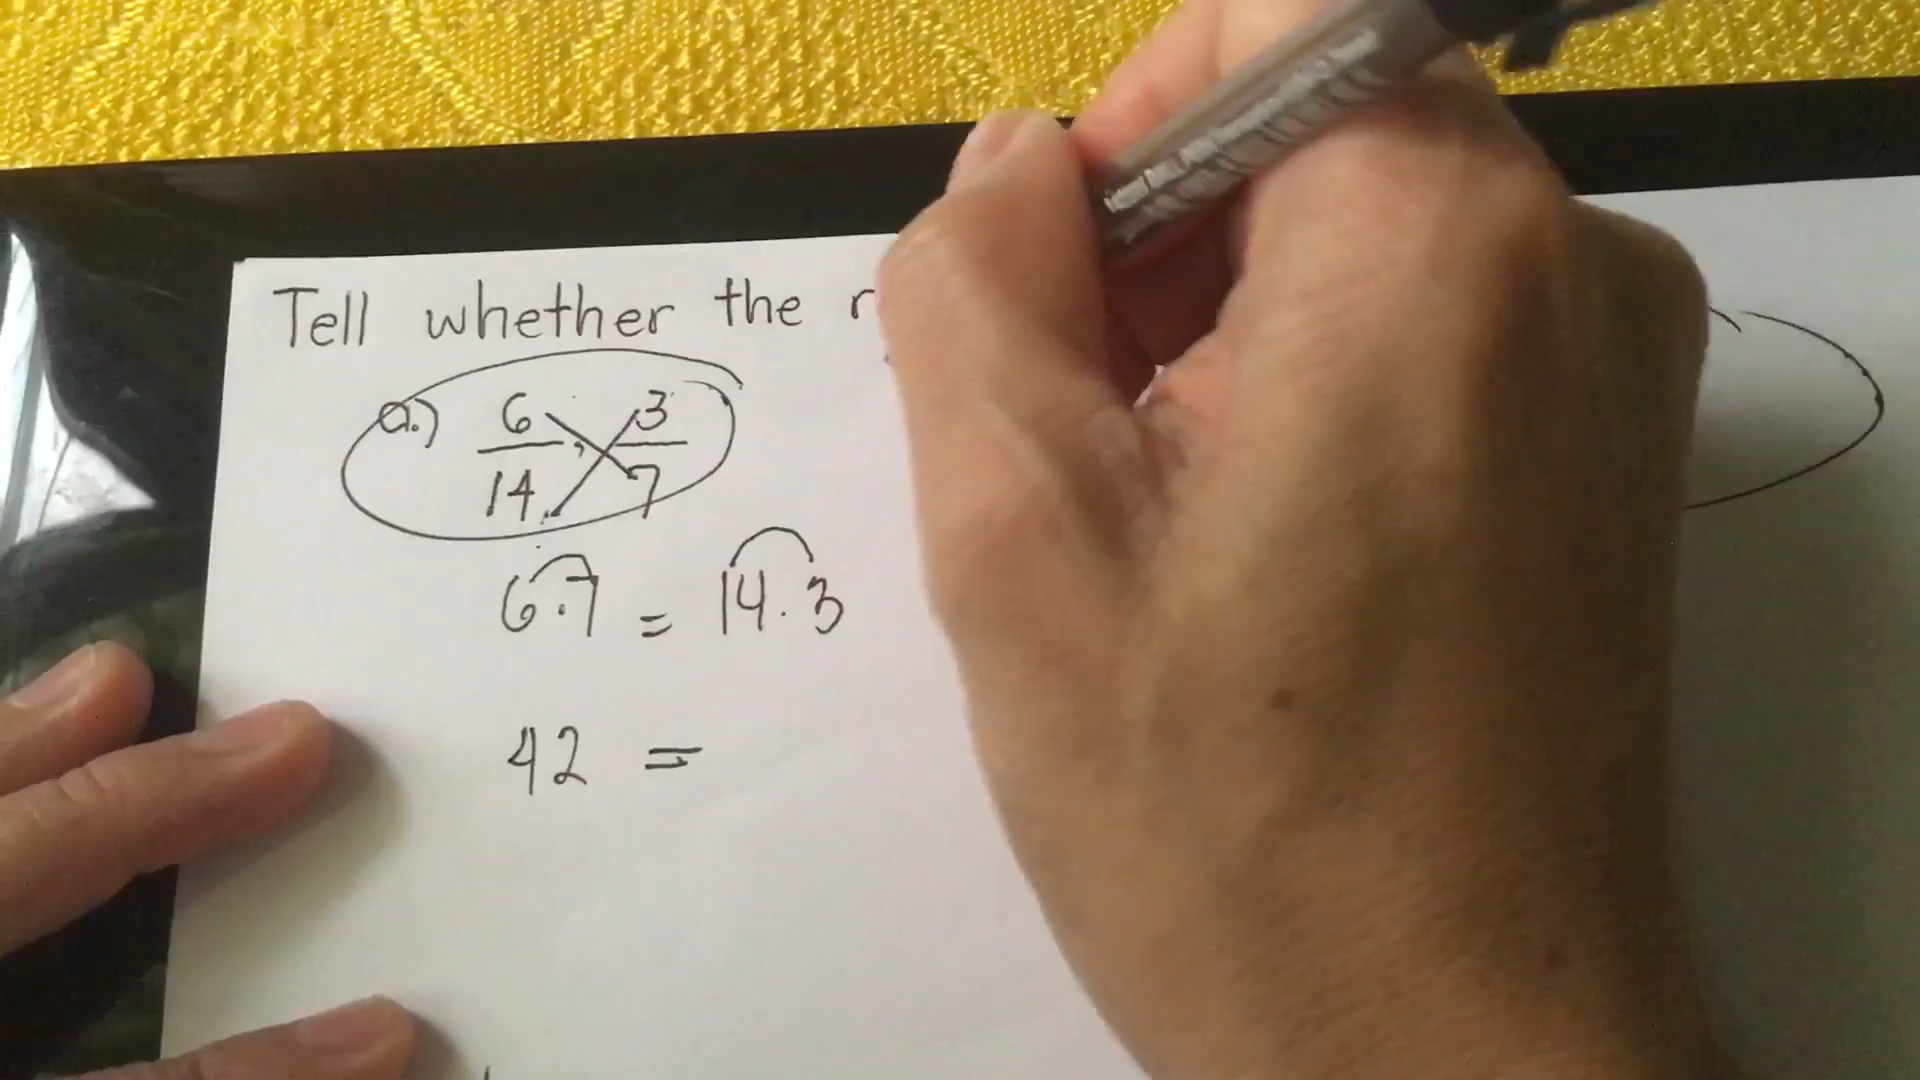 Tell whether the r
a.) 6/14 , 3/7
6.7 = 14.3
42 =